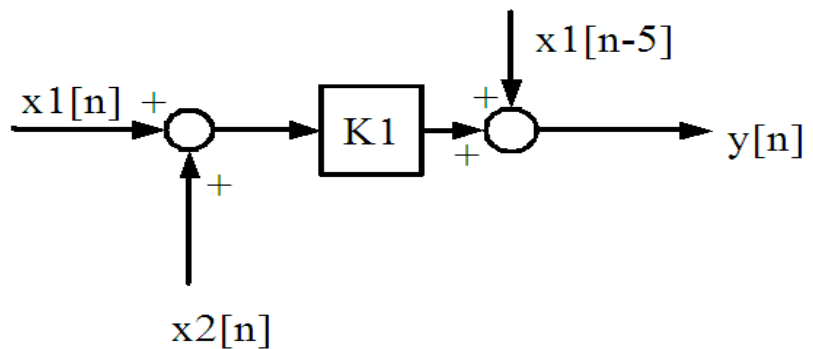 x1[n-5]
x1[n] +
+
K1
+
y[n]
+
x2[n]